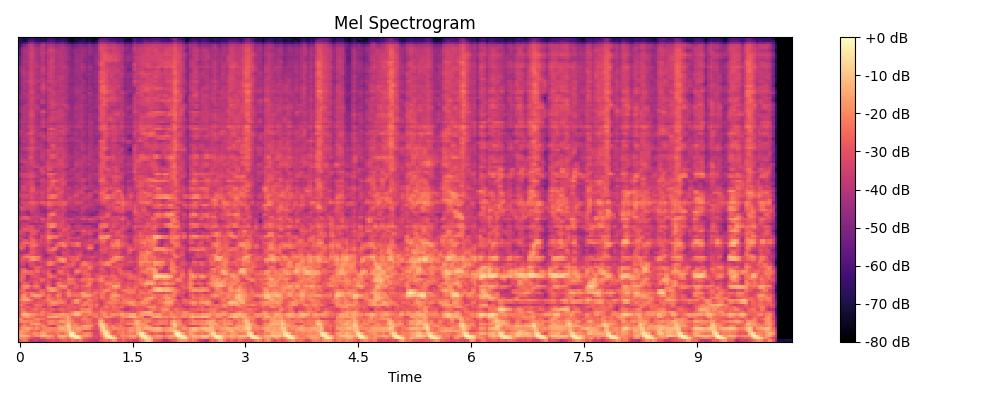 Mel Spectrogram
+0 dB
-10 dB
-20 dB
-30 dB
-40 dB
-50 dB
-60 dB
-70 dB
-80 dB
0 1.5 3 4.5 6 7.5 9
Time